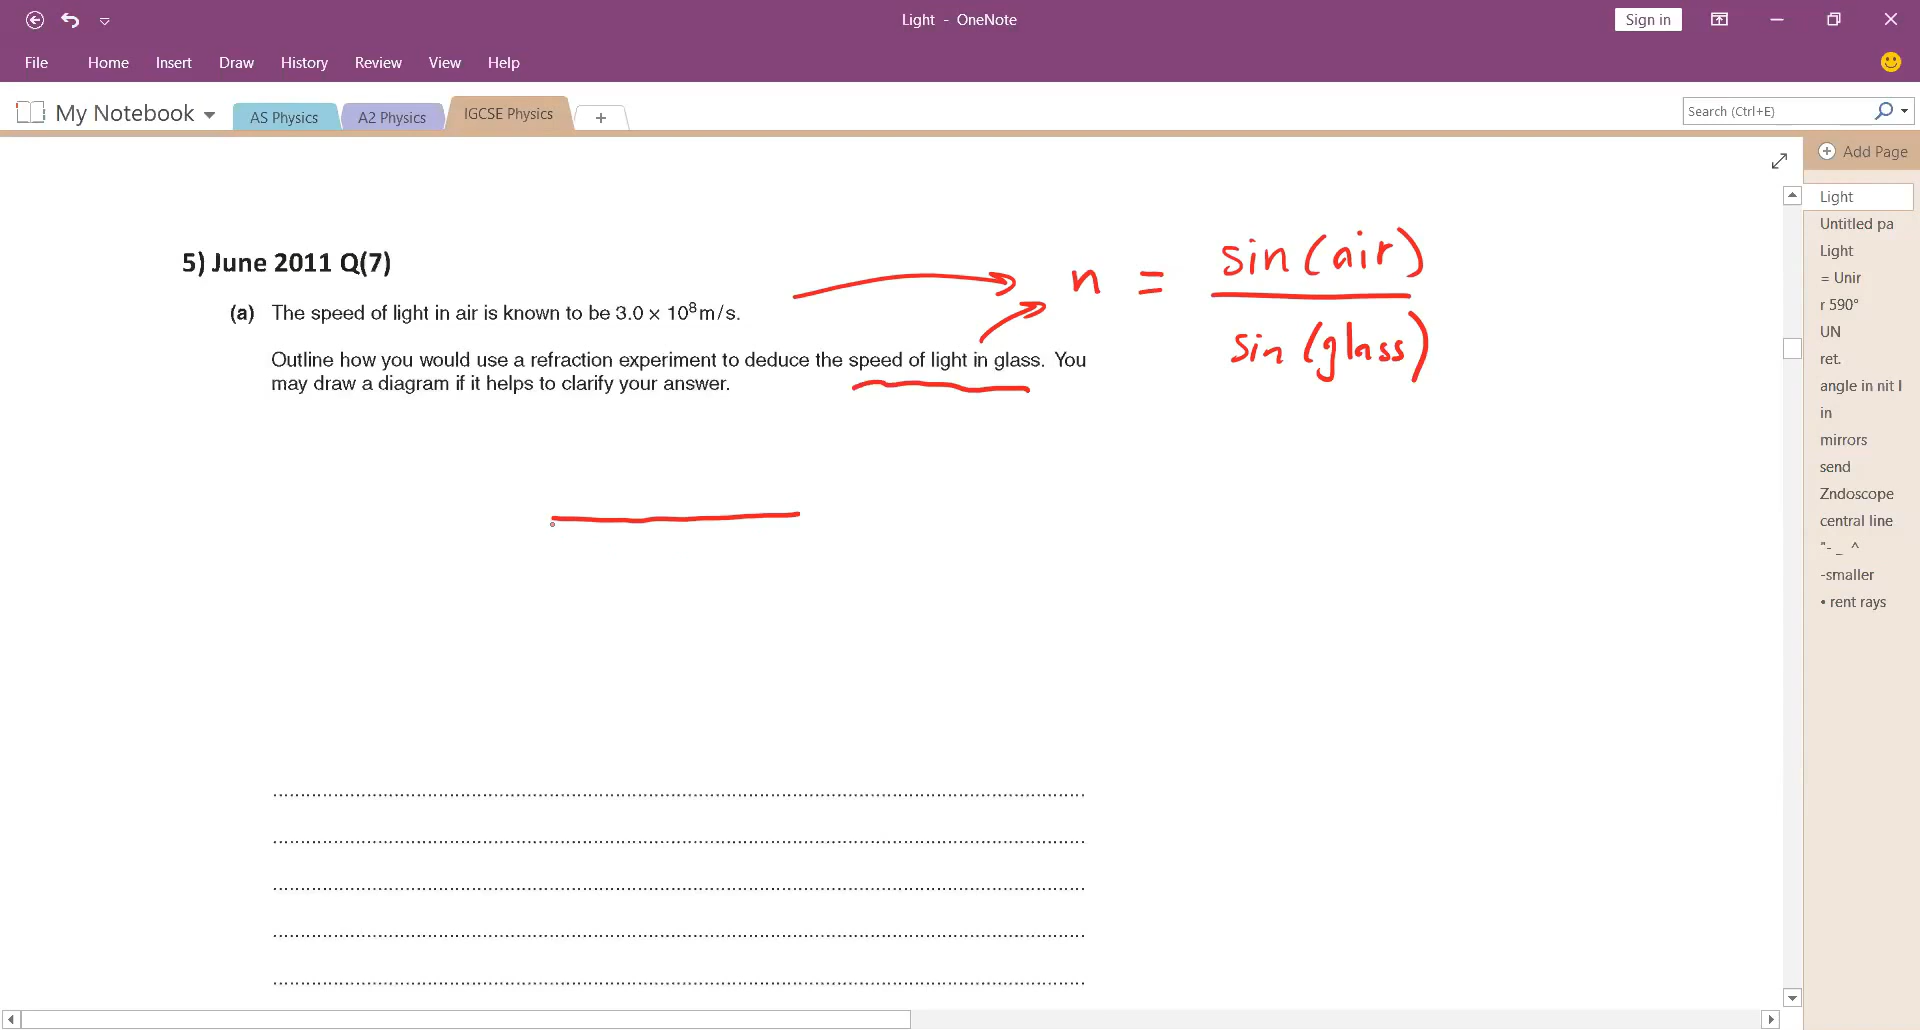 Light - OneNote
Sign in
File Home Insert Draw History Review View Help
My Notebook
AS Physics
A2 Physics
IGCSE Physics
+
Search (Ctrl+E)
Add Page
Light
Untitled pa
Light
= Unir
r 590°
UN
ret.
angle in nit l
in
mirrors
send
Zndoscope
central line
"- _ ^
-smaller
• rent rays
5) June 2011 Q(7)
(a) The speed of light in air is known to be 3.0 × 10⁸ m/s.
Outline how you would use a refraction experiment to deduce the speed of light in glass. You
may draw a diagram if it helps to clarify your answer.
n = sin(air)
sin(glass)